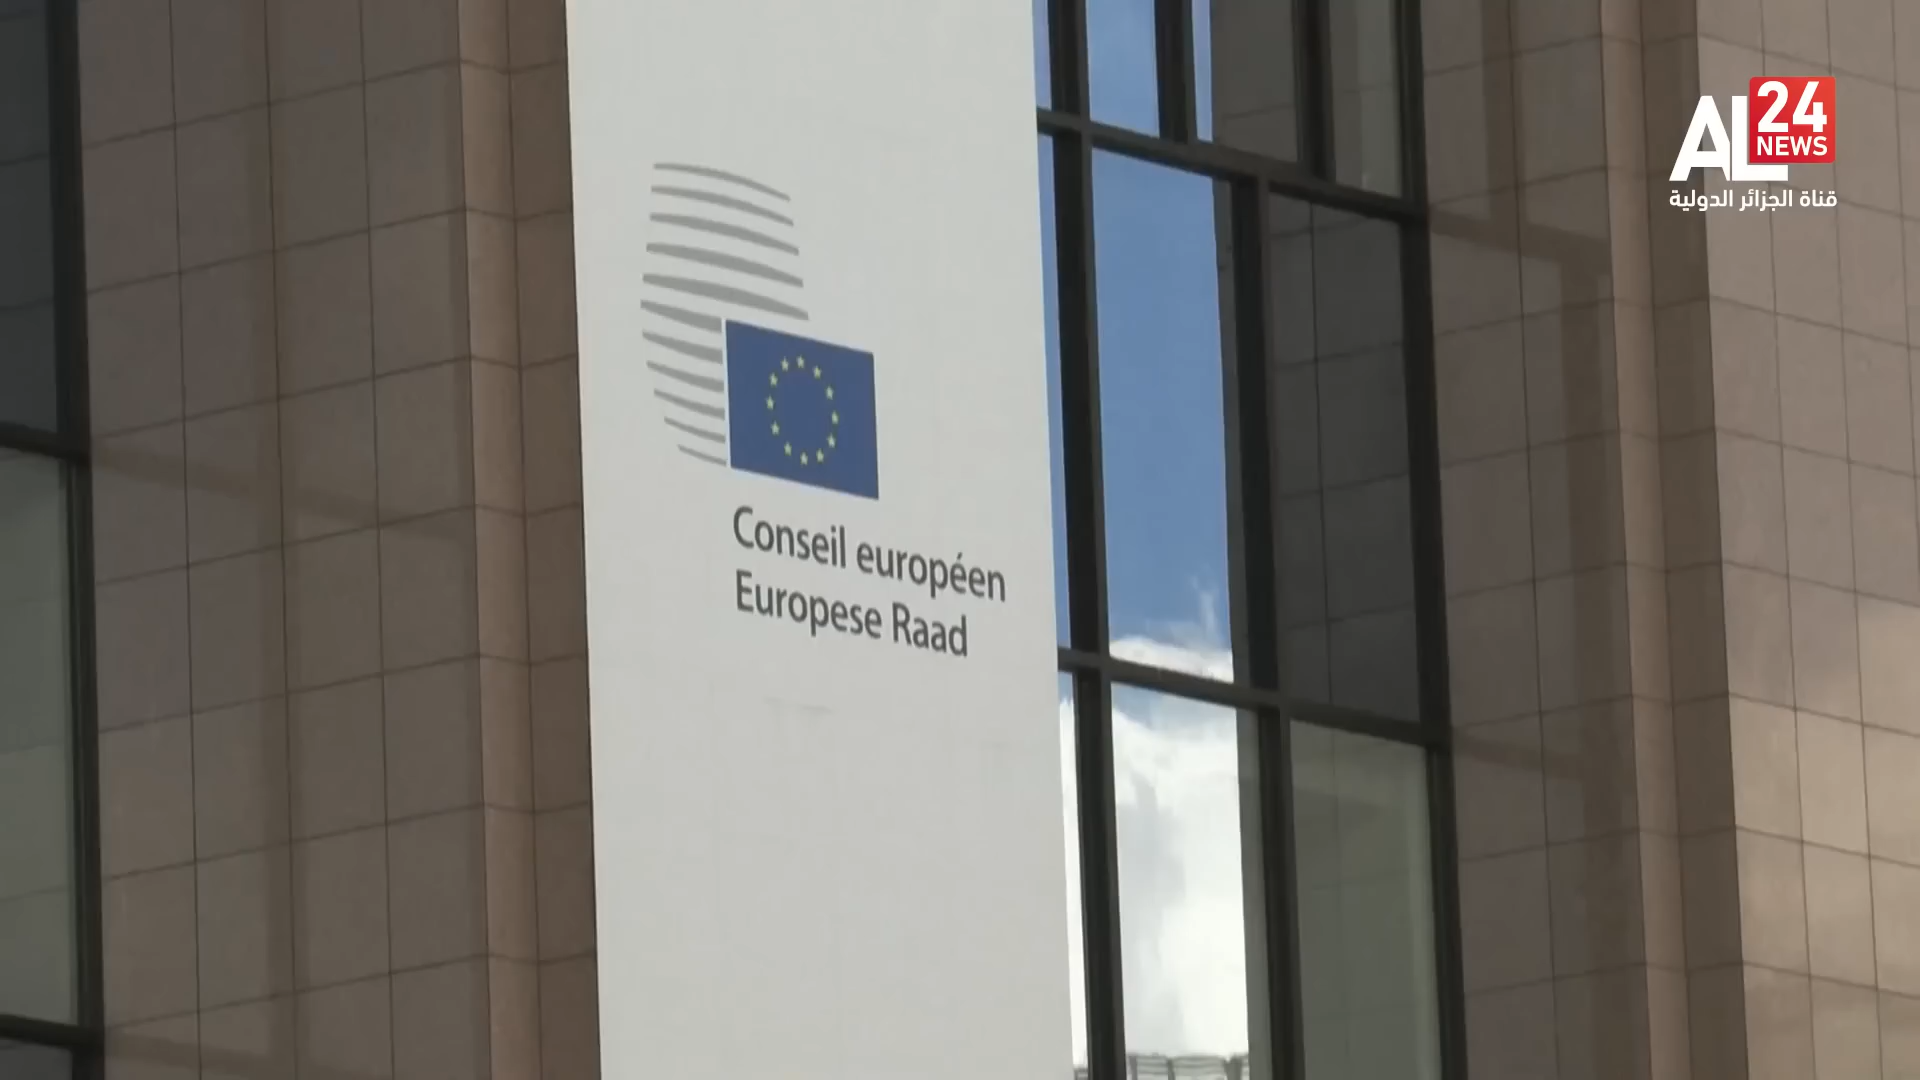 Conseil européen
Europese Raad
AL
24
NEWS
قناة الجزائر الدولية